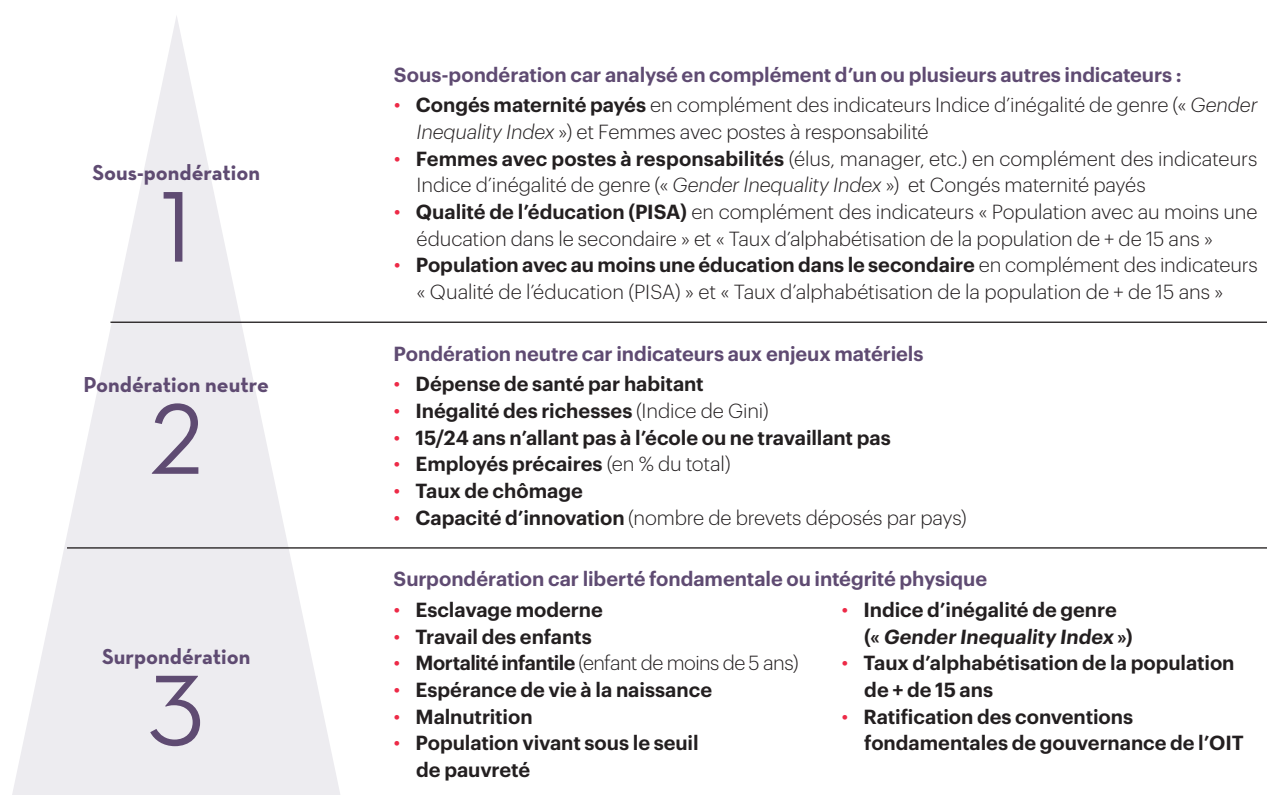 Sous-pondération
1
Sous-pondération car analysé en complément d’un ou plusieurs autres indicateurs :
• Congés maternité payés en complément des indicateurs Indice d’inégalité de genre (« Gender
Inequality Index ») et Femmes avec postes à responsabilité
• Femmes avec postes à responsabilités (élus, manager, etc.) en complément des indicateurs
Indice d’inégalité de genre (« Gender Inequality Index ») et Congés maternité payés
• Qualité de l’éducation (PISA) en complément des indicateurs « Population avec au moins une
éducation dans le secondaire » et « Taux d’alphabétisation de la population de + de 15 ans »
• Population avec au moins une éducation dans le secondaire en complément des indicateurs
« Qualité de l’éducation (PISA) » et « Taux d’alphabétisation de la population de + de 15 ans »
Pondération neutre
2
Pondération neutre car indicateurs aux enjeux matériels
• Dépense de santé par habitant
• Inégalité des richesses (Indice de Gini)
• 15/24 ans n’allant pas à l’école ou ne travaillant pas
• Employés précaires (en % du total)
• Taux de chômage
• Capacité d’innovation (nombre de brevets déposés par pays)
Surpondération
3
Surpondération car liberté fondamentale ou intégrité physique
• Esclavage moderne
• Travail des enfants
• Mortalité infantile (enfant de moins de 5 ans)
• Espérance de vie à la naissance
• Malnutrition
• Population vivant sous le seuil
de pauvreté
• Indice d’inégalité de genre
(« Gender Inequality Index »)
• Taux d’alphabétisation de la population
de + de 15 ans
• Ratification des conventions
fondamentales de gouvernance de l’OIT